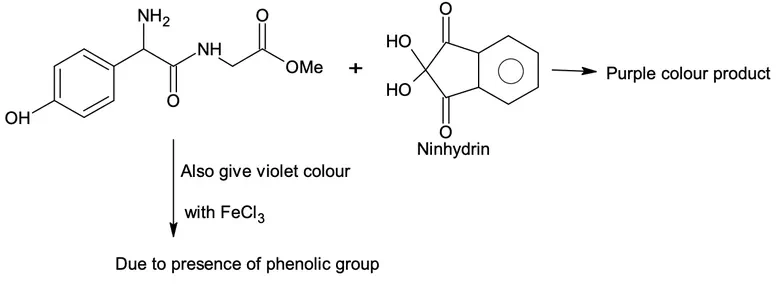 NH2
O
NH
OMe
O
OH
+
O
HO
HO
O
Ninhydrin
Purple colour product
Also give violet colour
with FeCl3
Due to presence of phenolic group